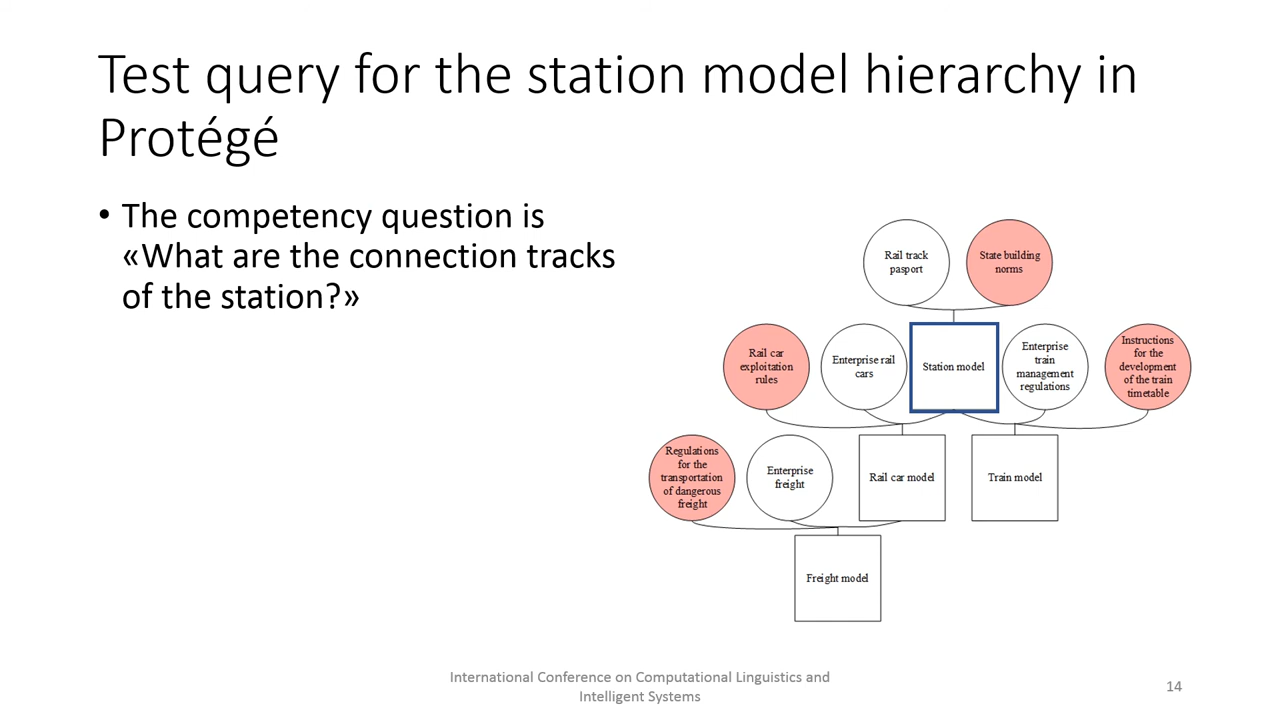 Test query for the station model hierarchy in
Protégé
• The competency question is
«What are the connection tracks
of the station?»
Rail track
pasport
State building
norms
Rail car
exploitation
rules
Enterprise rail
cars
Station model
Enterprise
train
management
regulations
Instructions
for the
development
of the train
timetable
Regulations
for the
transportation
of dangerous
freight
Enterprise
freight
Rail car model
Train model
Freight model
International Conference on Computational Linguistics and
Intelligent Systems
14